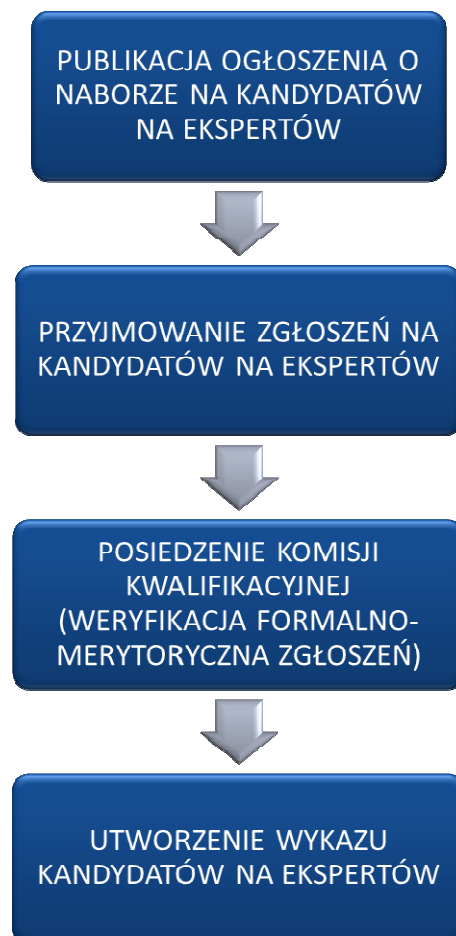 PUBLIKACJA OGŁOSZENIA O
NABORZE NA KANDYDATÓW
NA EKSPERTÓW
PRZYJMOWANIE ZGŁOSZEŃ NA
KANDYDATÓW NA EKSPERTÓW
POSIEDZENIE KOMISJI
KWALIFIKACYJNEJ
(WERYFIKACJA FORMALNO-
MERYTORYCZNA ZGŁOSZEŃ)
UTWORZENIE WYKAZU
KANDYDATÓW NA EKSPERTÓW